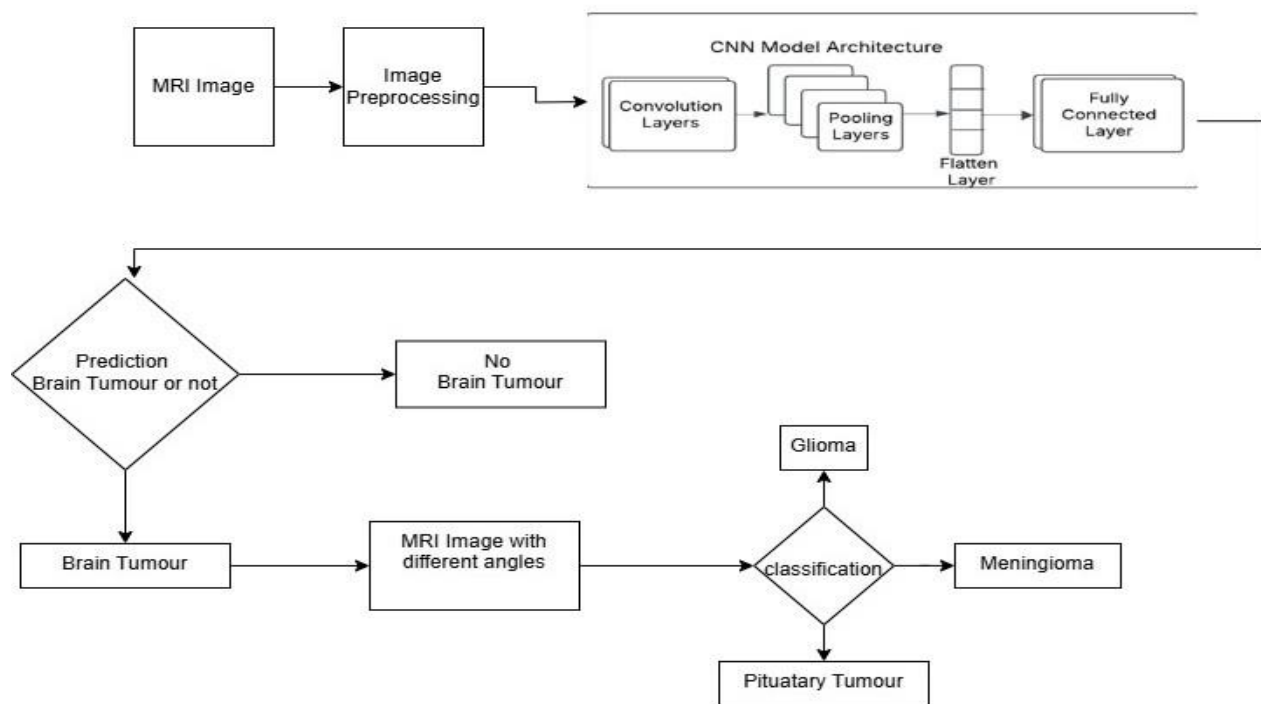 MRI Image
Image
Preprocessing
CNN Model Architecture
Convolution
Layers
Pooling
Layers
Flatten
Layer
Fully
Connected
Layer
Prediction
Brain Tumour or not
No
Brain Tumour
Brain Tumour
MRI Image with
different angles
classification
Glioma
Meningioma
Pituatary Tumour